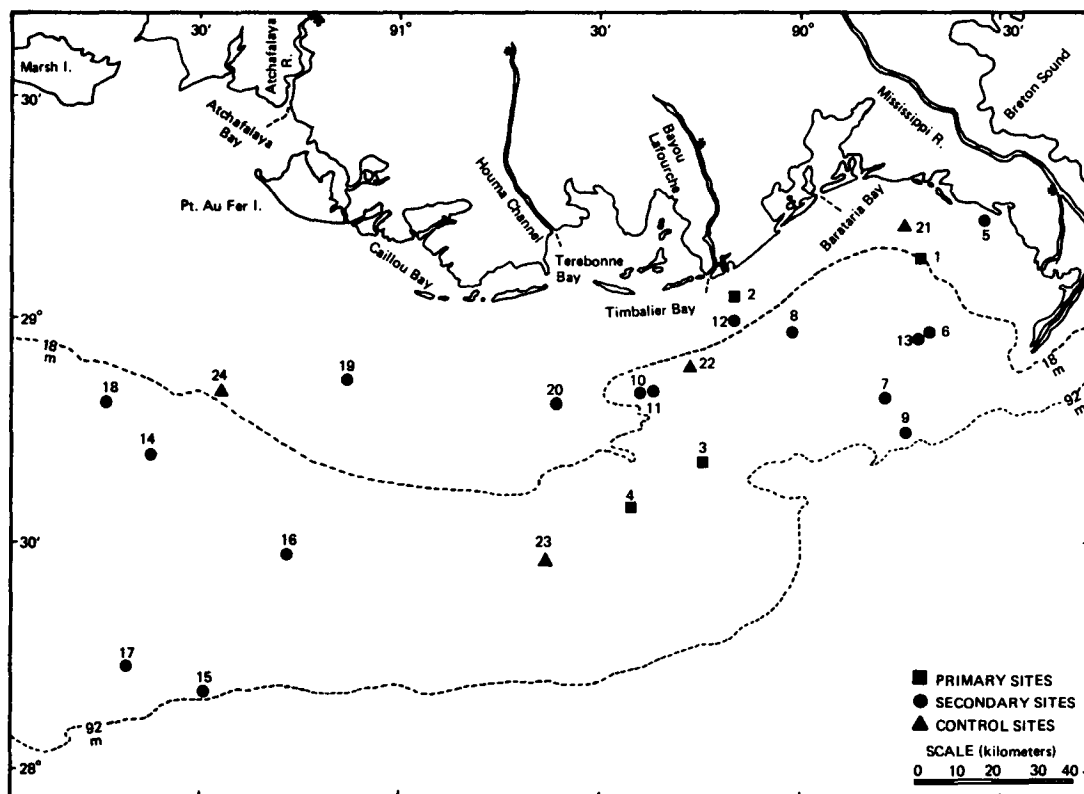 30'
91°
30'
90°
30'
Marsh I.
Atchafalaya
R.
30'
Atchafalaya
Bay
Pt. Au Fer I.
Caillou Bay
Houma Channel
Terebonne
Bay
Bayou
Lafourche
Timbalier Bay
Barataria Bay
Mississippi R.
Breton Sound
21
5
1
2
29°
12
8
13
6
18
m
18
m
19
24
22
18
20
10
11
7
92'
m
9
14
3
4
30'
16
23
17
15
92
m
28°
PRIMARY SITES
SECONDARY SITES
CONTROL SITES
SCALE (kilometers)
0 10 20 30 40